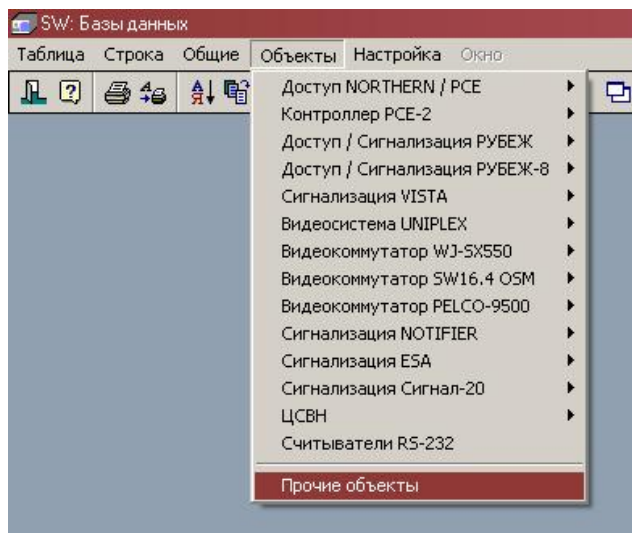 SW: Базы данных
Таблица Строка Общие Объекты Настройка Окно
Доступ NORTHERN / PCE
Контроллер PCE-2
Доступ / Сигнализация РУБЕЖ
Доступ / Сигнализация РУБЕЖ-8
Сигнализация VISTA
Видеосистема UNIPLEX
Видеокоммутатор WJ-SX550
Видеокоммутатор SW16.4 OSM
Видеокоммутатор PELCO-9500
Сигнализация NOTIFIER
Сигнализация ESA
Сигнализация Сигнал-20
ЦСВН
Считыватели RS-232
Прочие объекты